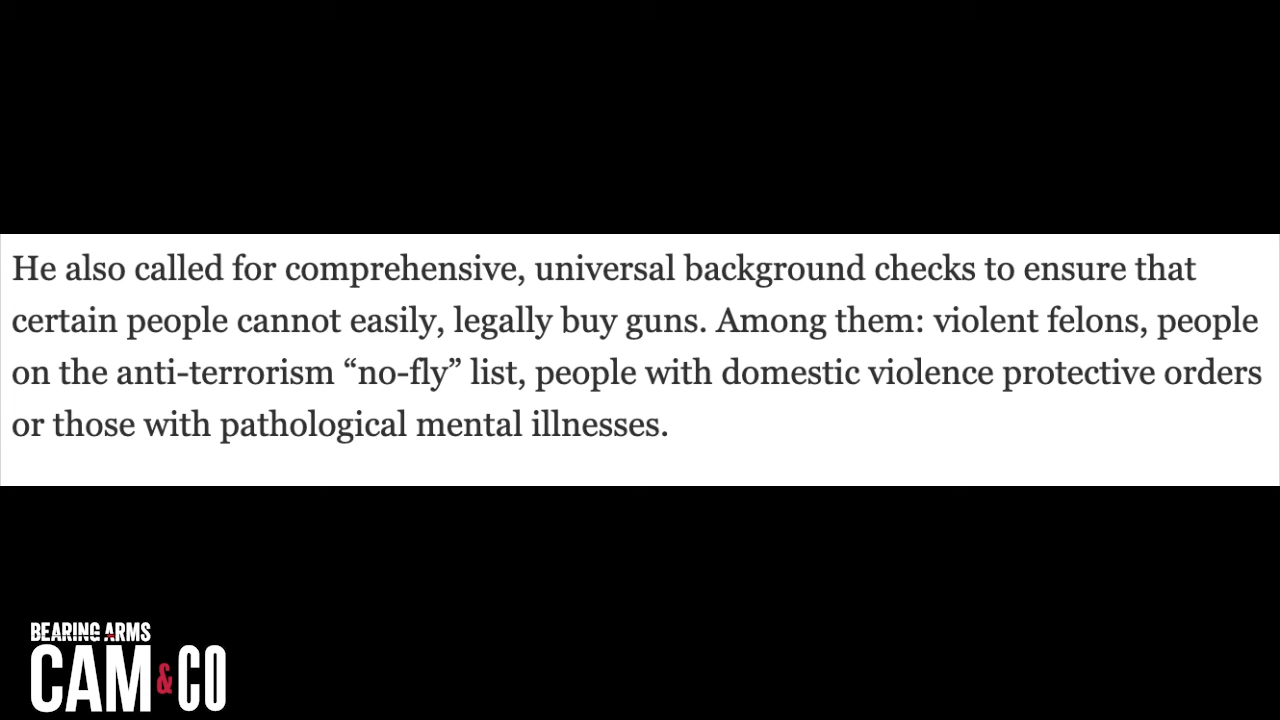 He also called for comprehensive, universal background checks to ensure that
certain people cannot easily, legally buy guns. Among them: violent felons, people
on the anti-terrorism “no-fly” list, people with domestic violence protective orders
or those with pathological mental illnesses.
BEARING ARMS
CAM & CO